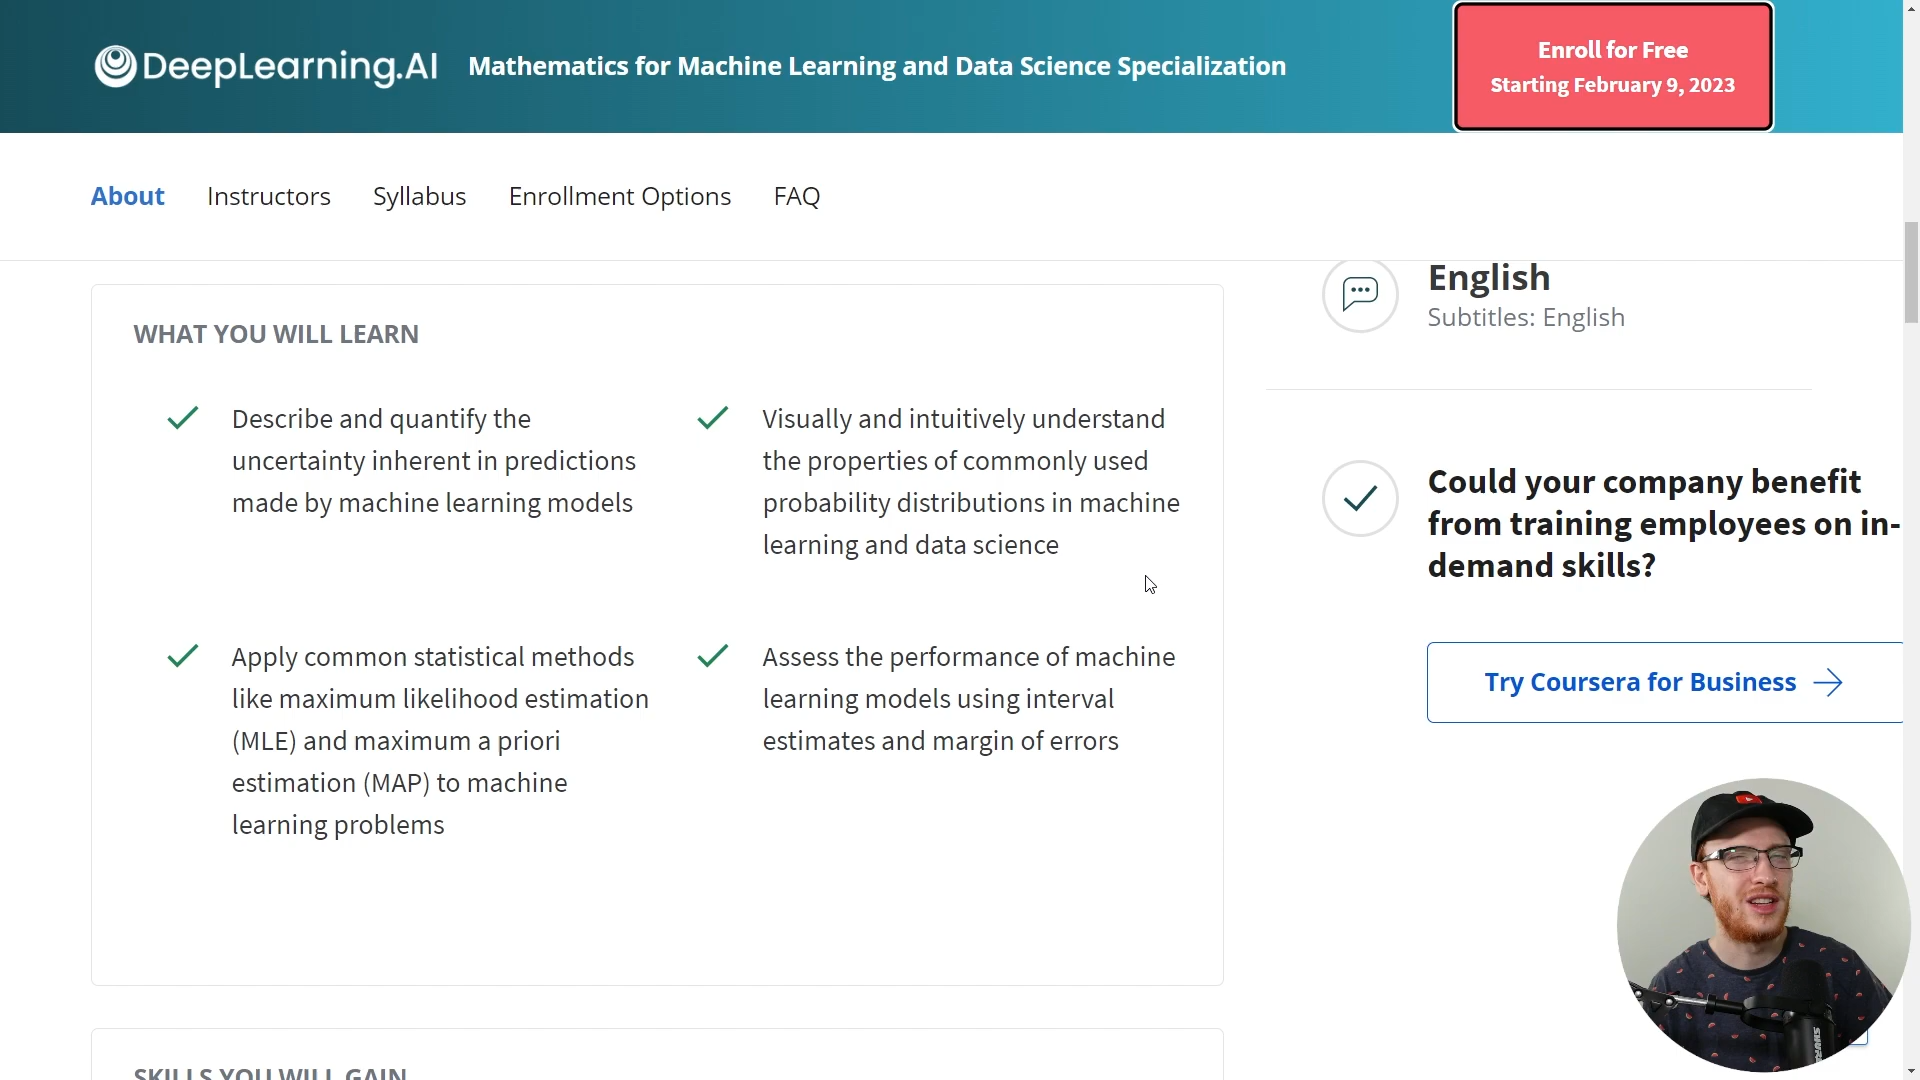 DeepLearning.AI
Mathematics for Machine Learning and Data Science Specialization
Enroll for Free
Starting February 9, 2023
About
Instructors
Syllabus
Enrollment Options
FAQ
WHAT YOU WILL LEARN
Describe and quantify the
uncertainty inherent in predictions
made by machine learning models
Visually and intuitively understand
the properties of commonly used
probability distributions in machine
learning and data science
Apply common statistical methods
like maximum likelihood estimation
(MLE) and maximum a priori
estimation (MAP) to machine
learning problems
Assess the performance of machine
learning models using interval
estimates and margin of errors
English
Subtitles: English
Could your company benefit
from training employees on in-
demand skills?
Try Coursera for Business
SHURE
SKILLS YOU WILL GAIN